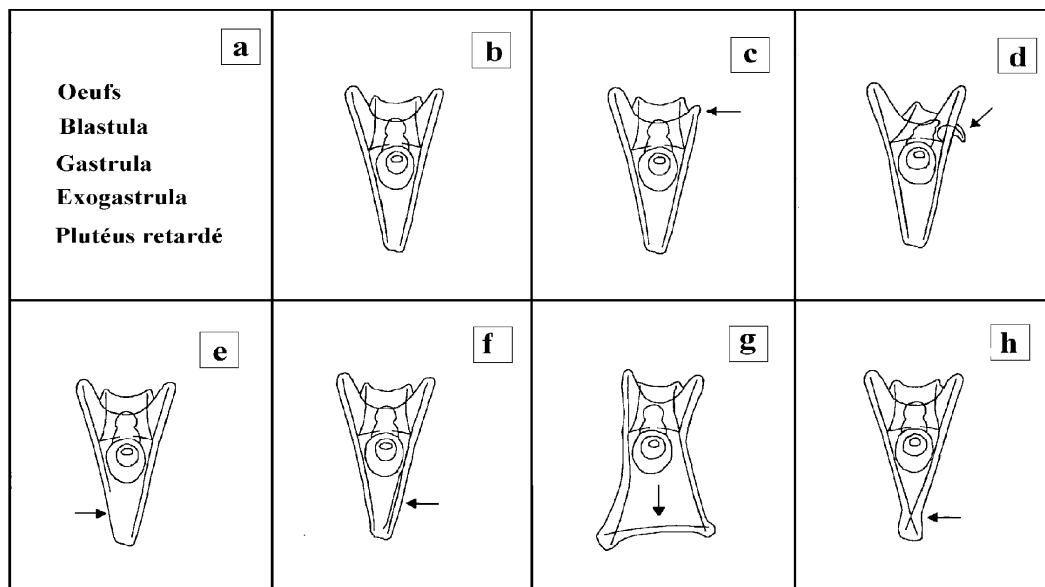 a
Oeufs
Blastula
Gastrula
Exogastrula
Plutéus retardé
b
c
d
e
f
g
h